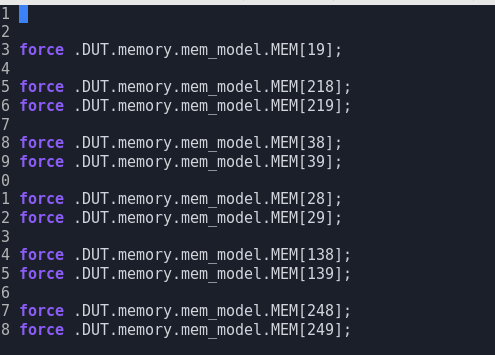 1
2
3 force .DUT.memory.mem_model.MEM[19];
4
5 force .DUT.memory.mem_model.MEM[218];
6 force .DUT.memory.mem_model.MEM[219];
7
8 force .DUT.memory.mem_model.MEM[38];
9 force .DUT.memory.mem_model.MEM[39];
0
1 force .DUT.memory.mem_model.MEM[28];
2 force .DUT.memory.mem_model.MEM[29];
3
4 force .DUT.memory.mem_model.MEM[138];
5 force .DUT.memory.mem_model.MEM[139];
6
7 force .DUT.memory.mem_model.MEM[248];
8 force .DUT.memory.mem_model.MEM[249];